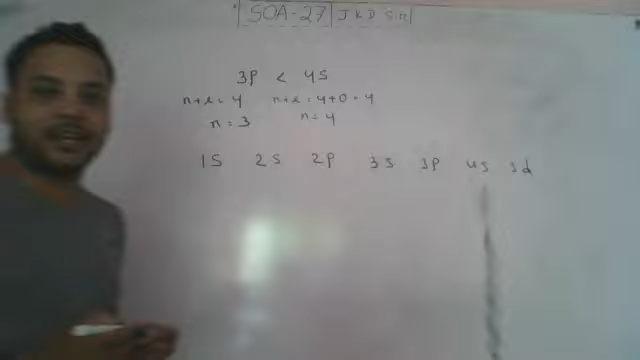 SOA-27 JKD Sir
3P < 4S
n+l=4 n+l=4+0=4
n=3 n=4
1S 2S 2P 3S 3P 4S 3d